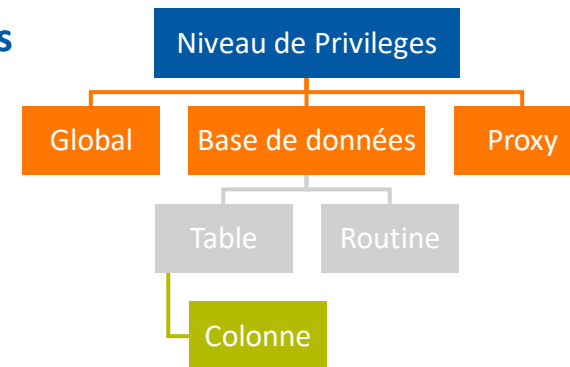 s
Niveau de Privileges
Global Base de données Proxy
Table Routine
Colonne